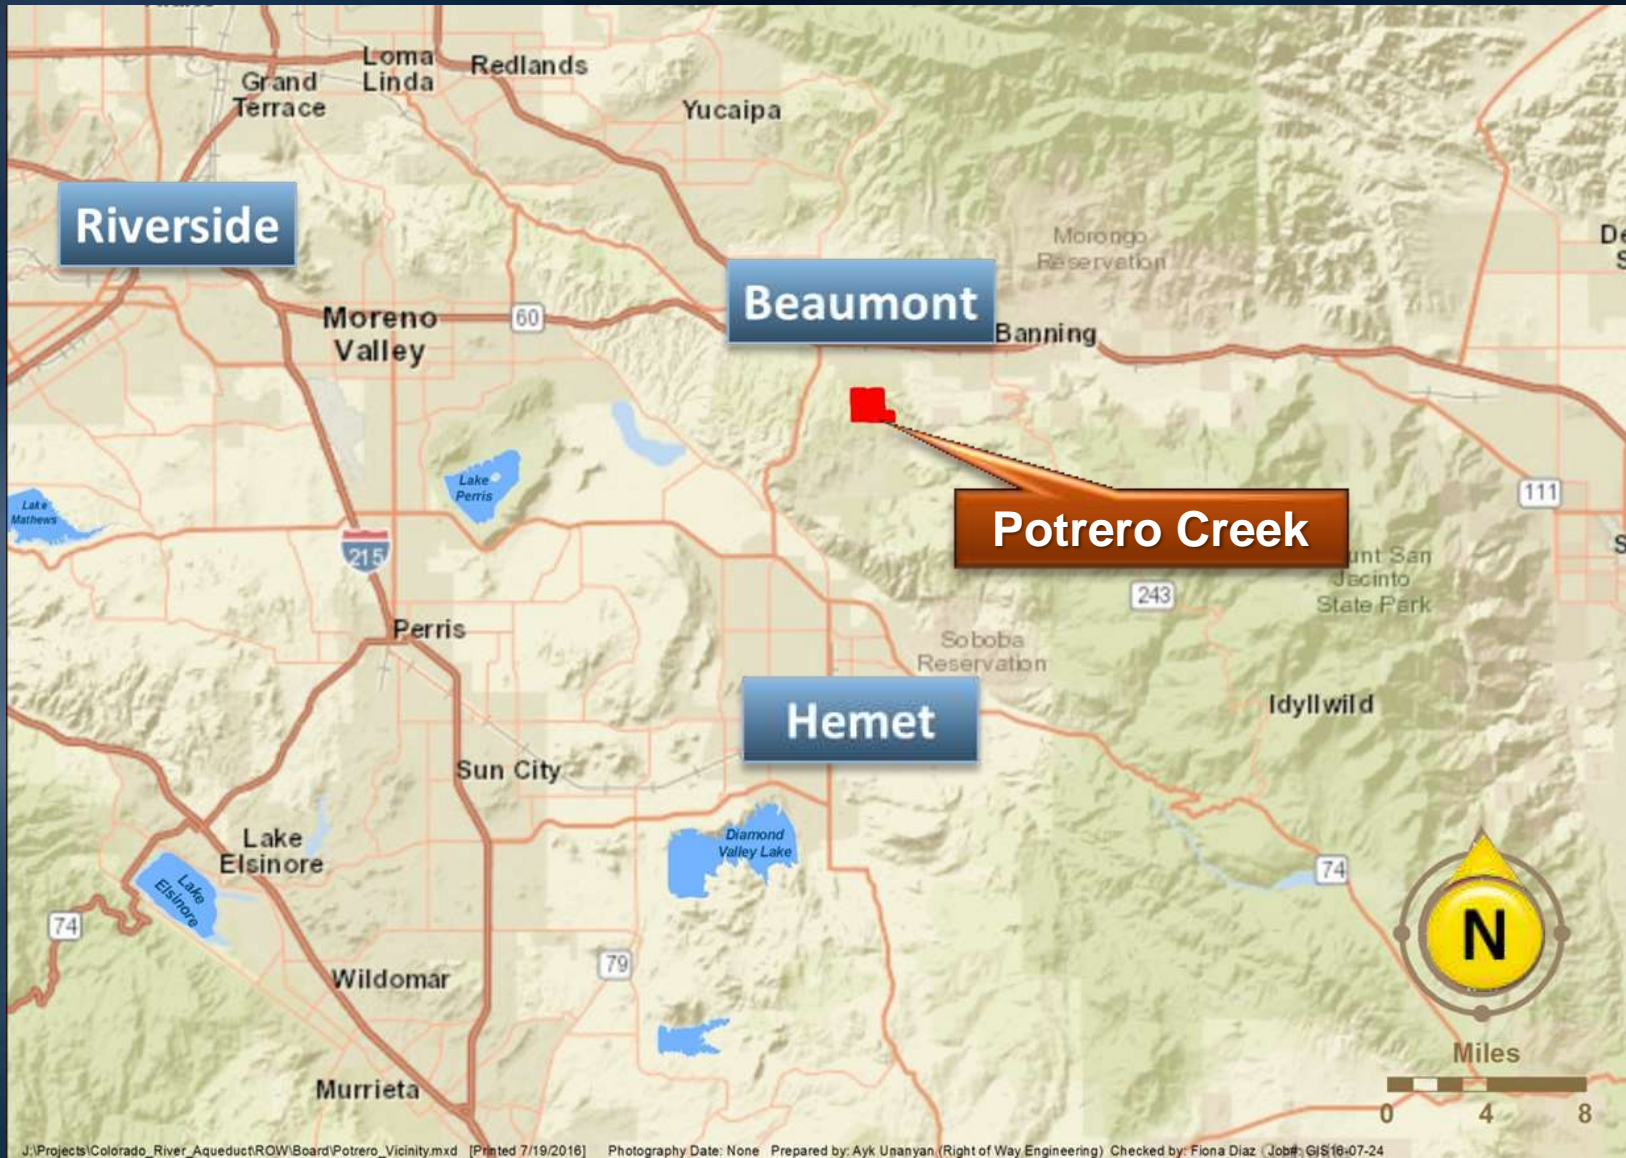 Loma
Linda
Redlands
Grand
Terrace
Yucaipa
Riverside
Morongo
Reservation
Beaumont
Moreno
Valley
60
Banning
Lake
Perris
Lake
Mathews
111
Potrero Creek
215
unt San
Jacinto
State Park
243
Perris
Soboba
Reservation
Hemet
Idyllwild
Sun City
Lake
Elsinore
Diamond
Valley Lake
74
Lake
Elsinore
74
N
79
Wildomar
Miles
Murrieta
0 4 8
J:\Projects\Colorado_River_Aqueduct\ROW\Board\Potrero_Vicinity.mxd [Printed 7/19/2016] Photography Date: None Prepared by: Ayk Unanyan (Right of Way Engineering) Checked by: Fiona Diaz Job#: GIS16-07-24